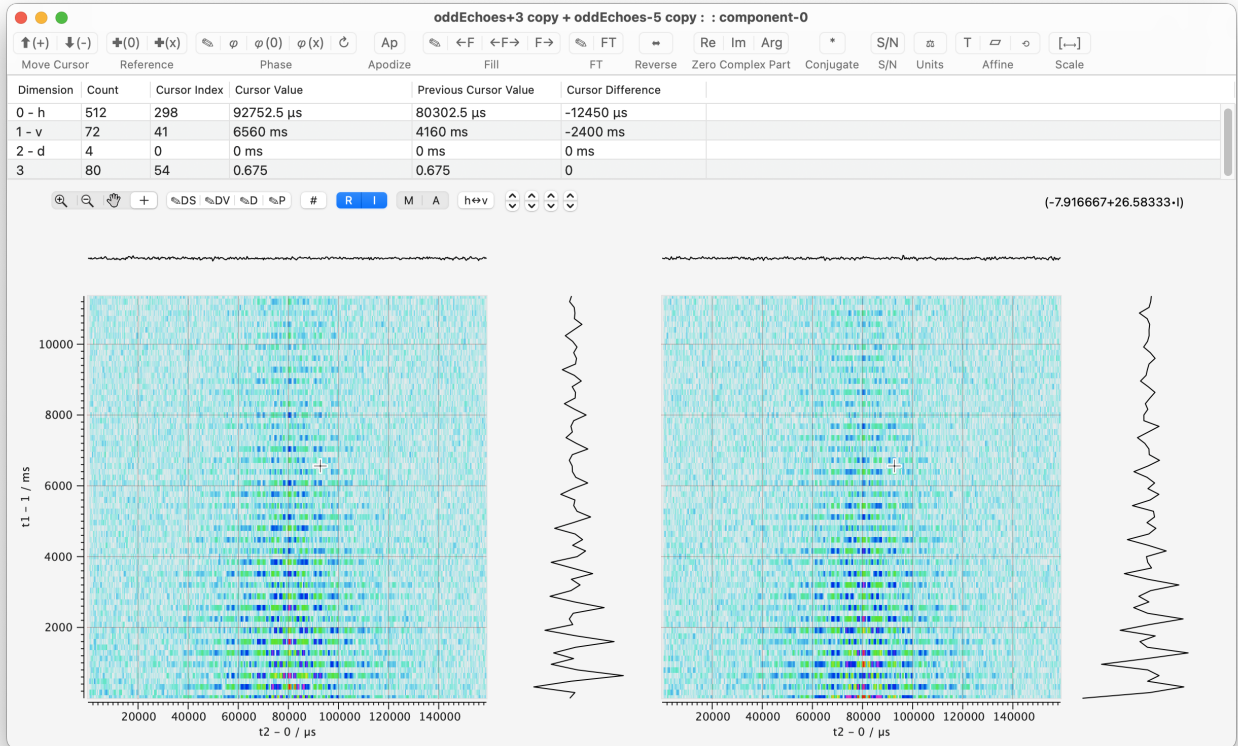 oddEchoes+3 copy + oddEchoes-5 copy : : component-0
(+) (-) (0) (x) φ φ(0) φ(x) Ap ←F ←F→ F→ FT Re Im Arg * S/N T
Move Cursor Reference Phase Apodize Fill FT Reverse Zero Complex Part Conjugate S/N Units Affine Scale
Dimension Count Cursor Index Cursor Value Previous Cursor Value Cursor Difference
0 - h 512 298 92752.5 µs 80302.5 µs -12450 µs
1 - v 72 41 6560 ms 4160 ms -2400 ms
2 - d 4 0 0 ms 0 ms 0 ms
3 80 54 0.675 0.675 0
+ DS DV D P # R I M A h↔v (-7.916667+26.58333•I)
10000
8000
6000
4000
2000
t1 - 1 / ms
20000 40000 60000 80000 100000 120000 140000 20000 40000 60000 80000 100000 120000 140000
t2 - 0 / µs t2 - 0 / µs